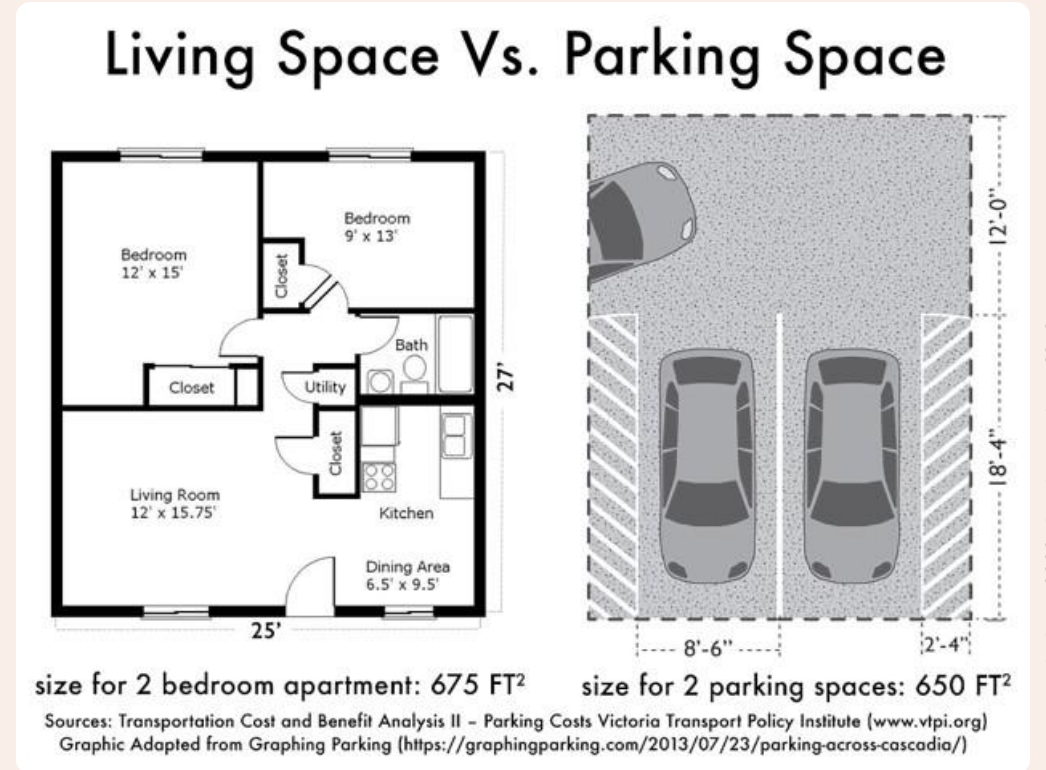 Living Space Vs. Parking Space
Bedroom
12' x 15'
Bedroom
9' x 13'
Closet
Closet
Bath
Utility
Closet
Living Room
12' x 15.75'
Kitchen
Dining Area
6.5' x 9.5'
27'
25'
12'-0"
18'-4"
8'-6"
2'-4"
size for 2 bedroom apartment: 675 FT²
size for 2 parking spaces: 650 FT²
Sources: Transportation Cost and Benefit Analysis II – Parking Costs Victoria Transport Policy Institute (www.vtpi.org)
Graphic Adapted from Graphing Parking (https://graphingparking.com/2013/07/23/parking-across-cascadia/)